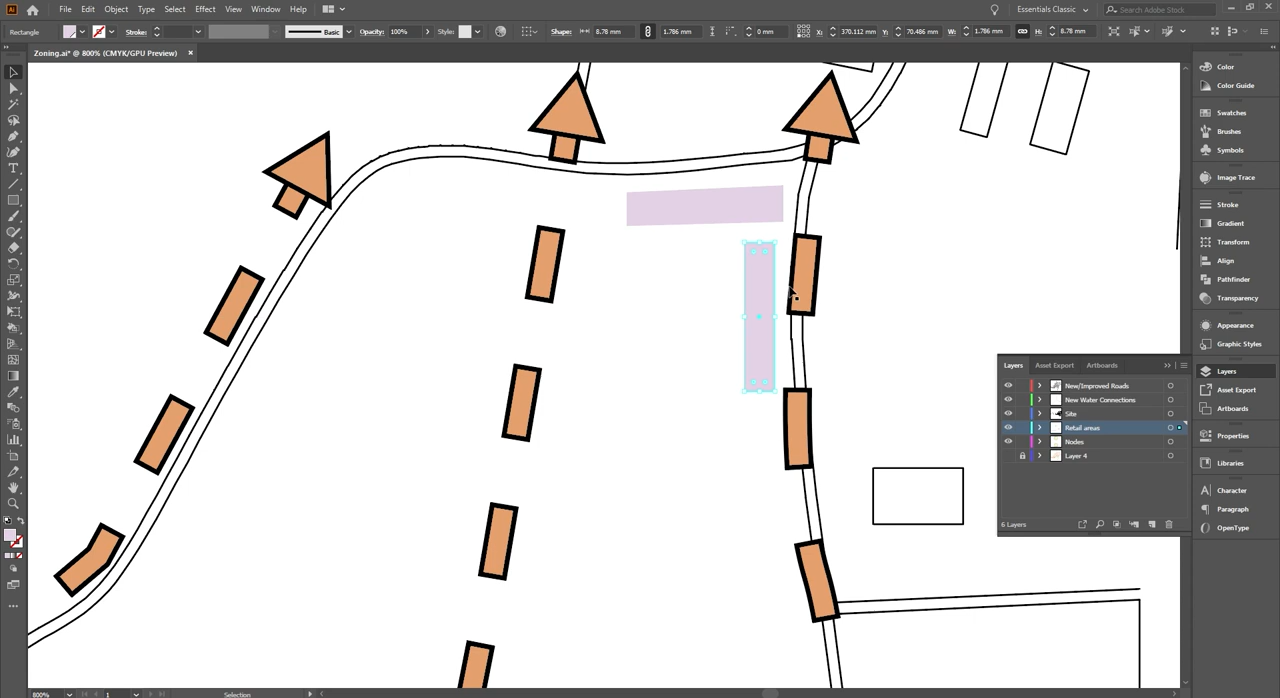 Ai File Edit Object Type Select Effect View Window Help Essentials Classic Search Adobe Stock
Rectangle Stroke: Basic Opacity: 100% Style: Shape: 8.78 mm 1.786 mm 0 mm X: 370.112 mm Y: 70.486 mm W: 1.786 mm H: 8.78 mm
Zoning.ai* @ 800% (CMYK/GPU Preview) ×
Color
Color Guide
Swatches
Brushes
Symbols
Image Trace
Stroke
Gradient
Transform
Align
Pathfinder
Transparency
Appearance
Graphic Styles
Layers
Asset Export
Artboards
Properties
Libraries
Character
Paragraph
OpenType
Layers Asset Export Artboards
New/Improved Roads
New Water Connections
Site
Retail areas
Nodes
Layer 4
6 Layers
800% 1 Selection